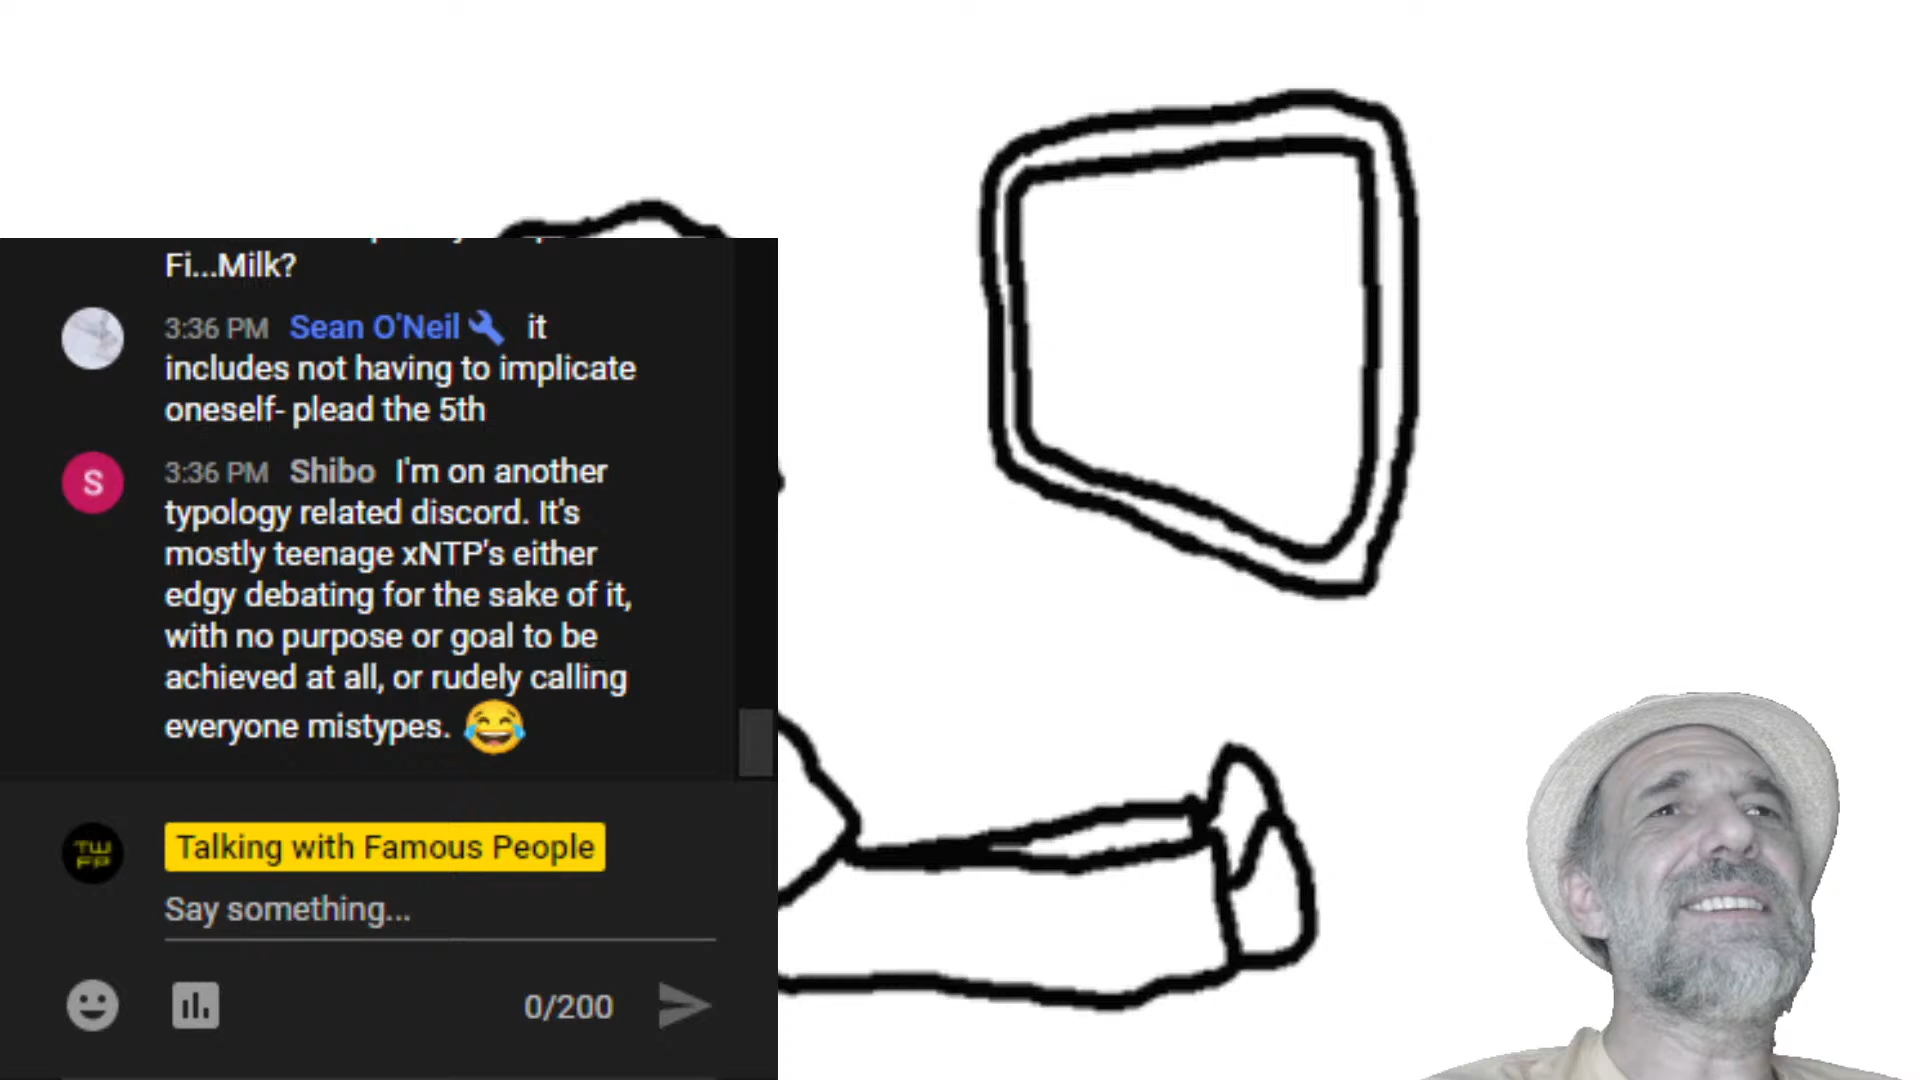 Fi...Milk?
3:36 PM Sean O'Neil it
includes not having to implicate
oneself- plead the 5th
S
3:36 PM Shibo I'm on another
typology related discord. It's
mostly teenage xNTP's either
edgy debating for the sake of it,
with no purpose or goal to be
achieved at all, or rudely calling
everyone mistypes. 😂
TW
FP
Talking with Famous People
Say something...
0/200